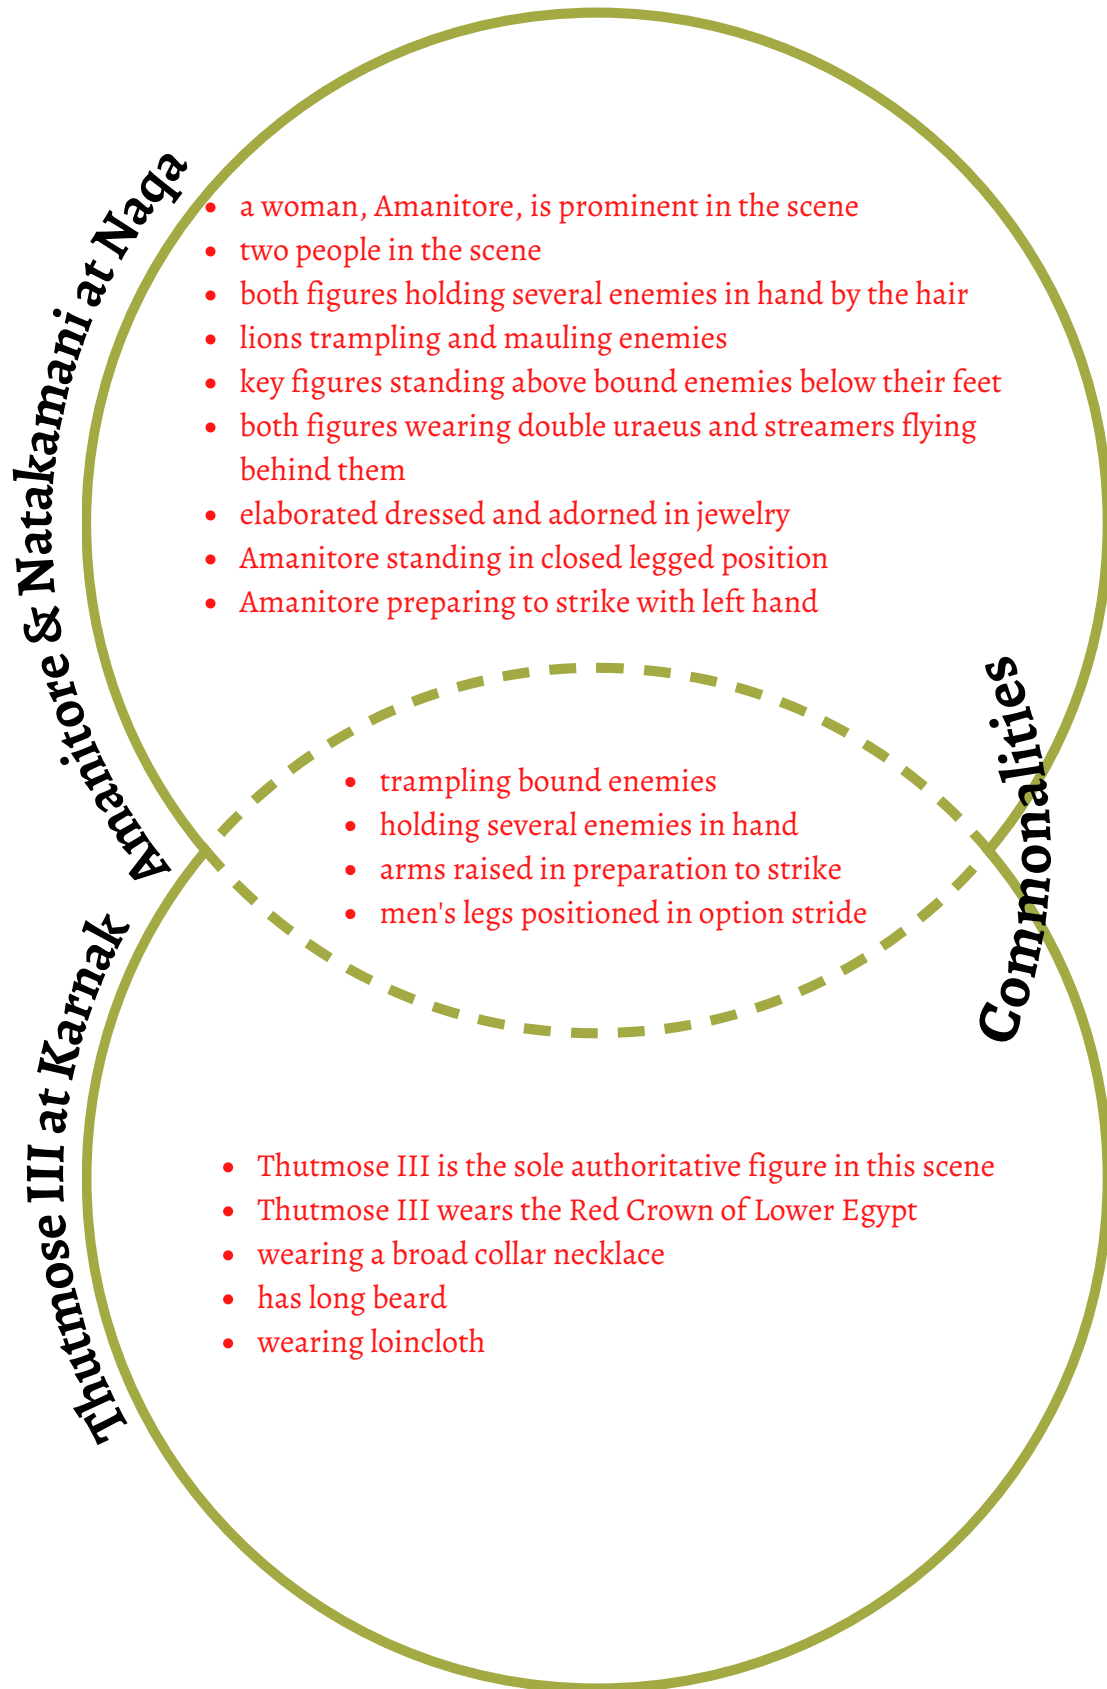 Amanitore & Natakamani at Naqa
• a woman, Amanitore, is prominent in the scene
• two people in the scene
• both figures holding several enemies in hand by the hair
• lions trampling and mauling enemies
• key figures standing above bound enemies below their feet
• both figures wearing double uraeus and streamers flying
behind them
• elaborated dressed and adorned in jewelry
• Amanitore standing in closed legged position
• Amanitore preparing to strike with left hand
Commonalities
• trampling bound enemies
• holding several enemies in hand
• arms raised in preparation to strike
• men's legs positioned in option stride
Thutmose III at Karnak
• Thutmose III is the sole authoritative figure in this scene
• Thutmose III wears the Red Crown of Lower Egypt
• wearing a broad collar necklace
• has long beard
• wearing loincloth